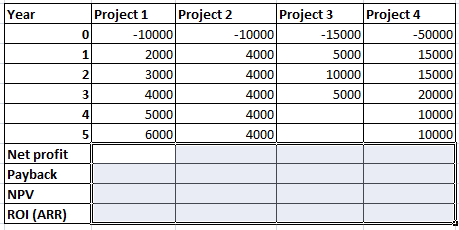 Year Project 1 Project 2 Project 3 Project 4
0 -10000 -10000 -15000 -50000
1 2000 4000 5000 15000
2 3000 4000 10000 15000
3 4000 4000 5000 20000
4 5000 4000 10000
5 6000 4000 10000
Net profit
Payback
NPV
ROI (ARR)